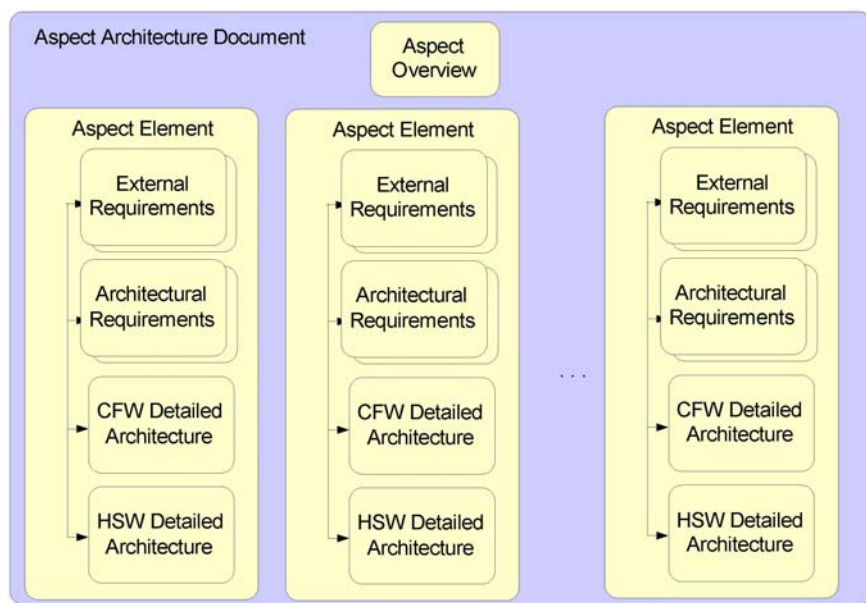 Aspect Architecture Document
Aspect
Overview
Aspect Element
External
Requirements
Architectural
Requirements
CFW Detailed
Architecture
HSW Detailed
Architecture
Aspect Element
External
Requirements
Architectural
Requirements
CFW Detailed
Architecture
HSW Detailed
Architecture
. . .
Aspect Element
External
Requirements
Architectural
Requirements
CFW Detailed
Architecture
HSW Detailed
Architecture